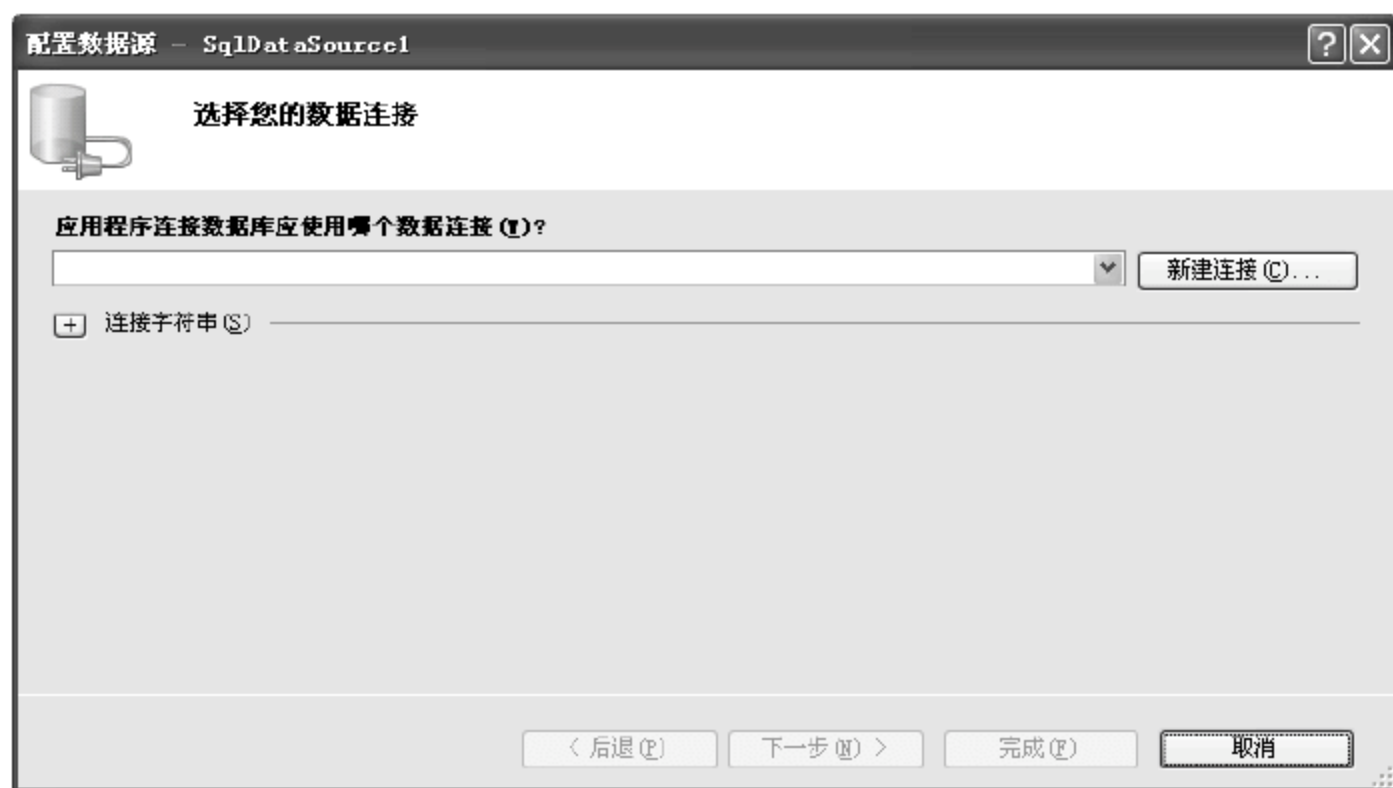 配置数据源 - SqlDataSource1
选择您的数据连接
应用程序连接数据库应使用哪个数据连接(W)?
新建连接(C)...
连接字符串(S)
< 后退(P)
下一步(N) >
完成(F)
取消